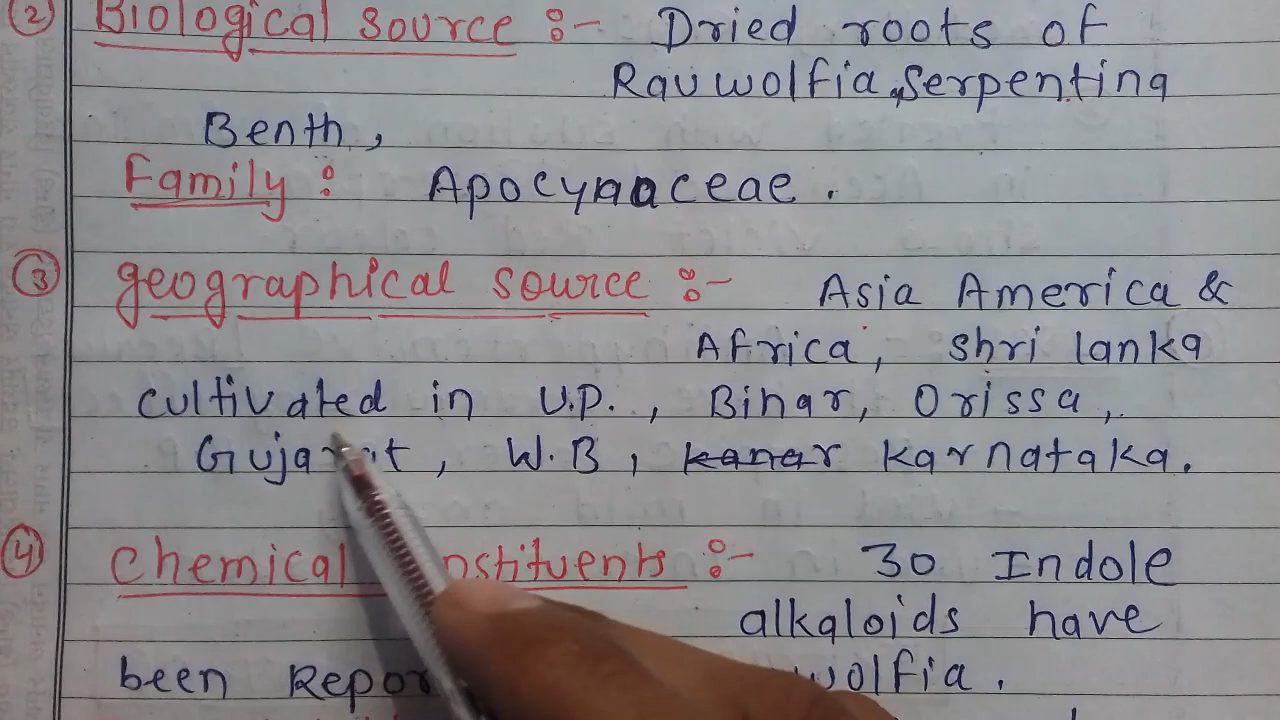 (2) Biological source :- Dried roots of
Rauwolfia Serpentina
Benth,
Family : Apocynaceae.
(3) geographical source :- Asia America &
Africa, shri lanka
cultivated in U.P., Bihar, Orissa,
W.B, kanar karnataka.
(4) Chemical :- 30 Indole
alkaloids have
been